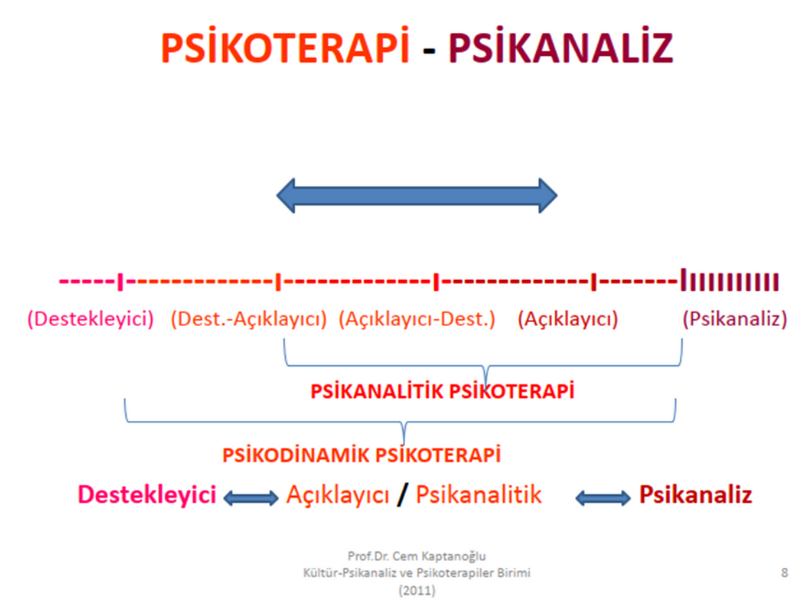 PSİKOTERAPİ - PSİKANALİZ
(Destekleyici) (Dest.-Açıklayıcı) (Açıklayıcı-Dest.) (Açıklayıcı) (Psikanaliz)
PSİKANALİTİK PSİKOTERAPİ
PSİKODİNAMİK PSİKOTERAPİ
Destekleyici Açıklayıcı / Psikanalitik Psikanaliz
Prof.Dr. Cem Kaptanoğlu
Kültür-Psikanaliz ve Psikoterapiler Birimi
(2011)
8